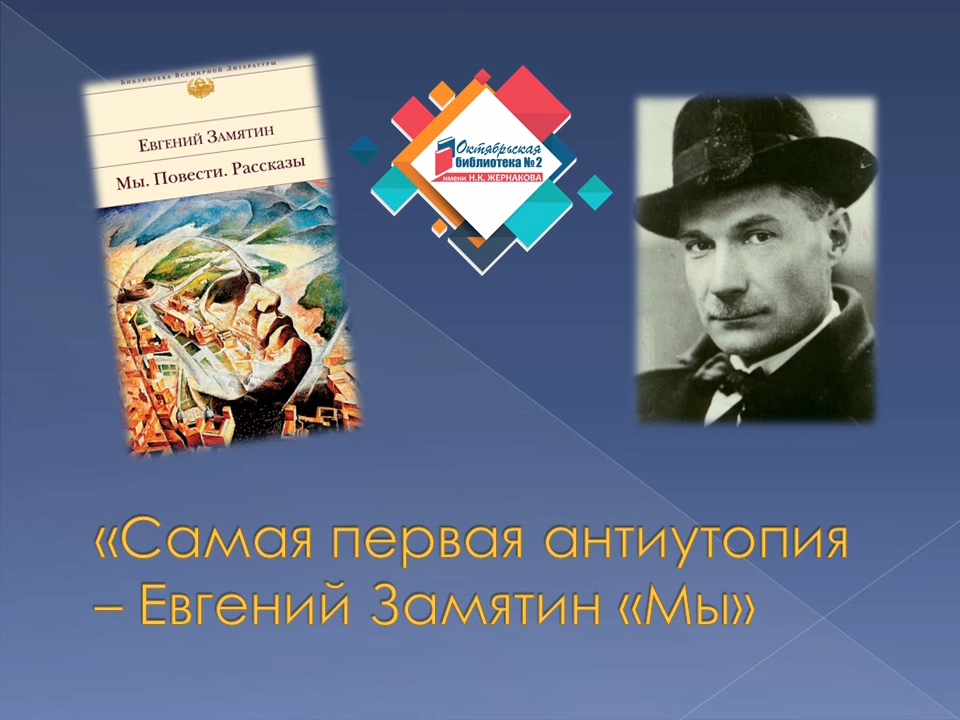 Библиотека Всемирной Литературы
Евгений Замятин
Мы. Повести. Рассказы
Октябрьская
библиотека №2
имени Н.К. ЖЕРНАКОВА
«Самая первая антиутопия
– Евгений Замятин «Мы»